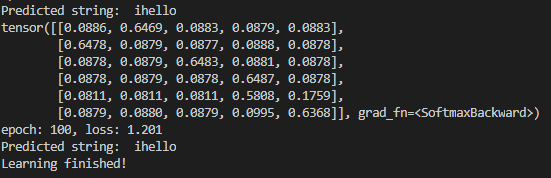 Predicted string:  ihello
tensor([[0.0886, 0.6469, 0.0883, 0.0879, 0.0883],
        [0.6478, 0.0879, 0.0877, 0.0888, 0.0878],
        [0.0878, 0.0879, 0.6483, 0.0881, 0.0878],
        [0.0878, 0.0879, 0.0878, 0.6487, 0.0878],
        [0.0811, 0.0811, 0.0811, 0.5808, 0.1759],
        [0.0879, 0.0880, 0.0879, 0.0995, 0.6368]], grad_fn=<SoftmaxBackward>)
epoch: 100, loss: 1.201
Predicted string:  ihello
Learning finished!